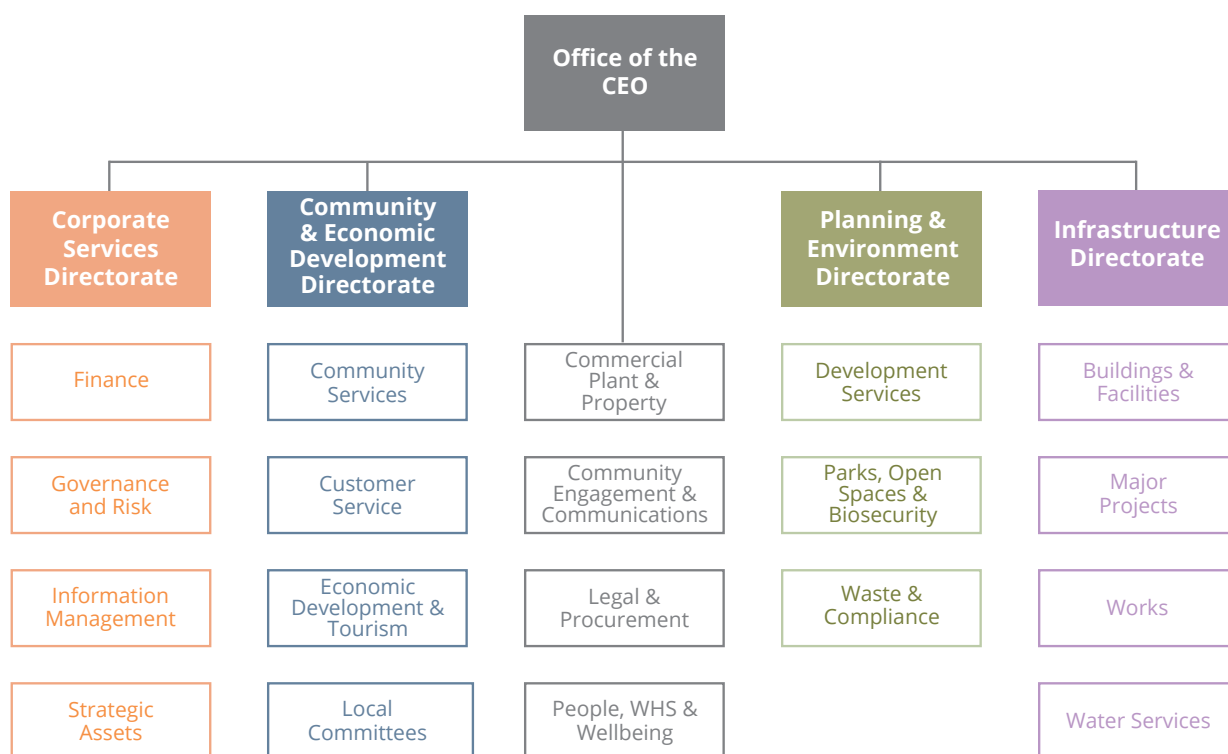 Office of the
CEO
Corporate
Services
Directorate
Community
& Economic
Development
Directorate
Planning &
Environment
Directorate
Infrastructure
Directorate
Finance
Community
Services
Commercial
Plant &
Property
Development
Services
Buildings &
Facilities
Governance
and Risk
Customer
Service
Community
Engagement &
Communications
Parks, Open
Spaces &
Biosecurity
Major
Projects
Information
Management
Economic
Development &
Tourism
Legal &
Procurement
Waste &
Compliance
Works
Strategic
Assets
Local
Committees
People, WHS &
Wellbeing
Water Services